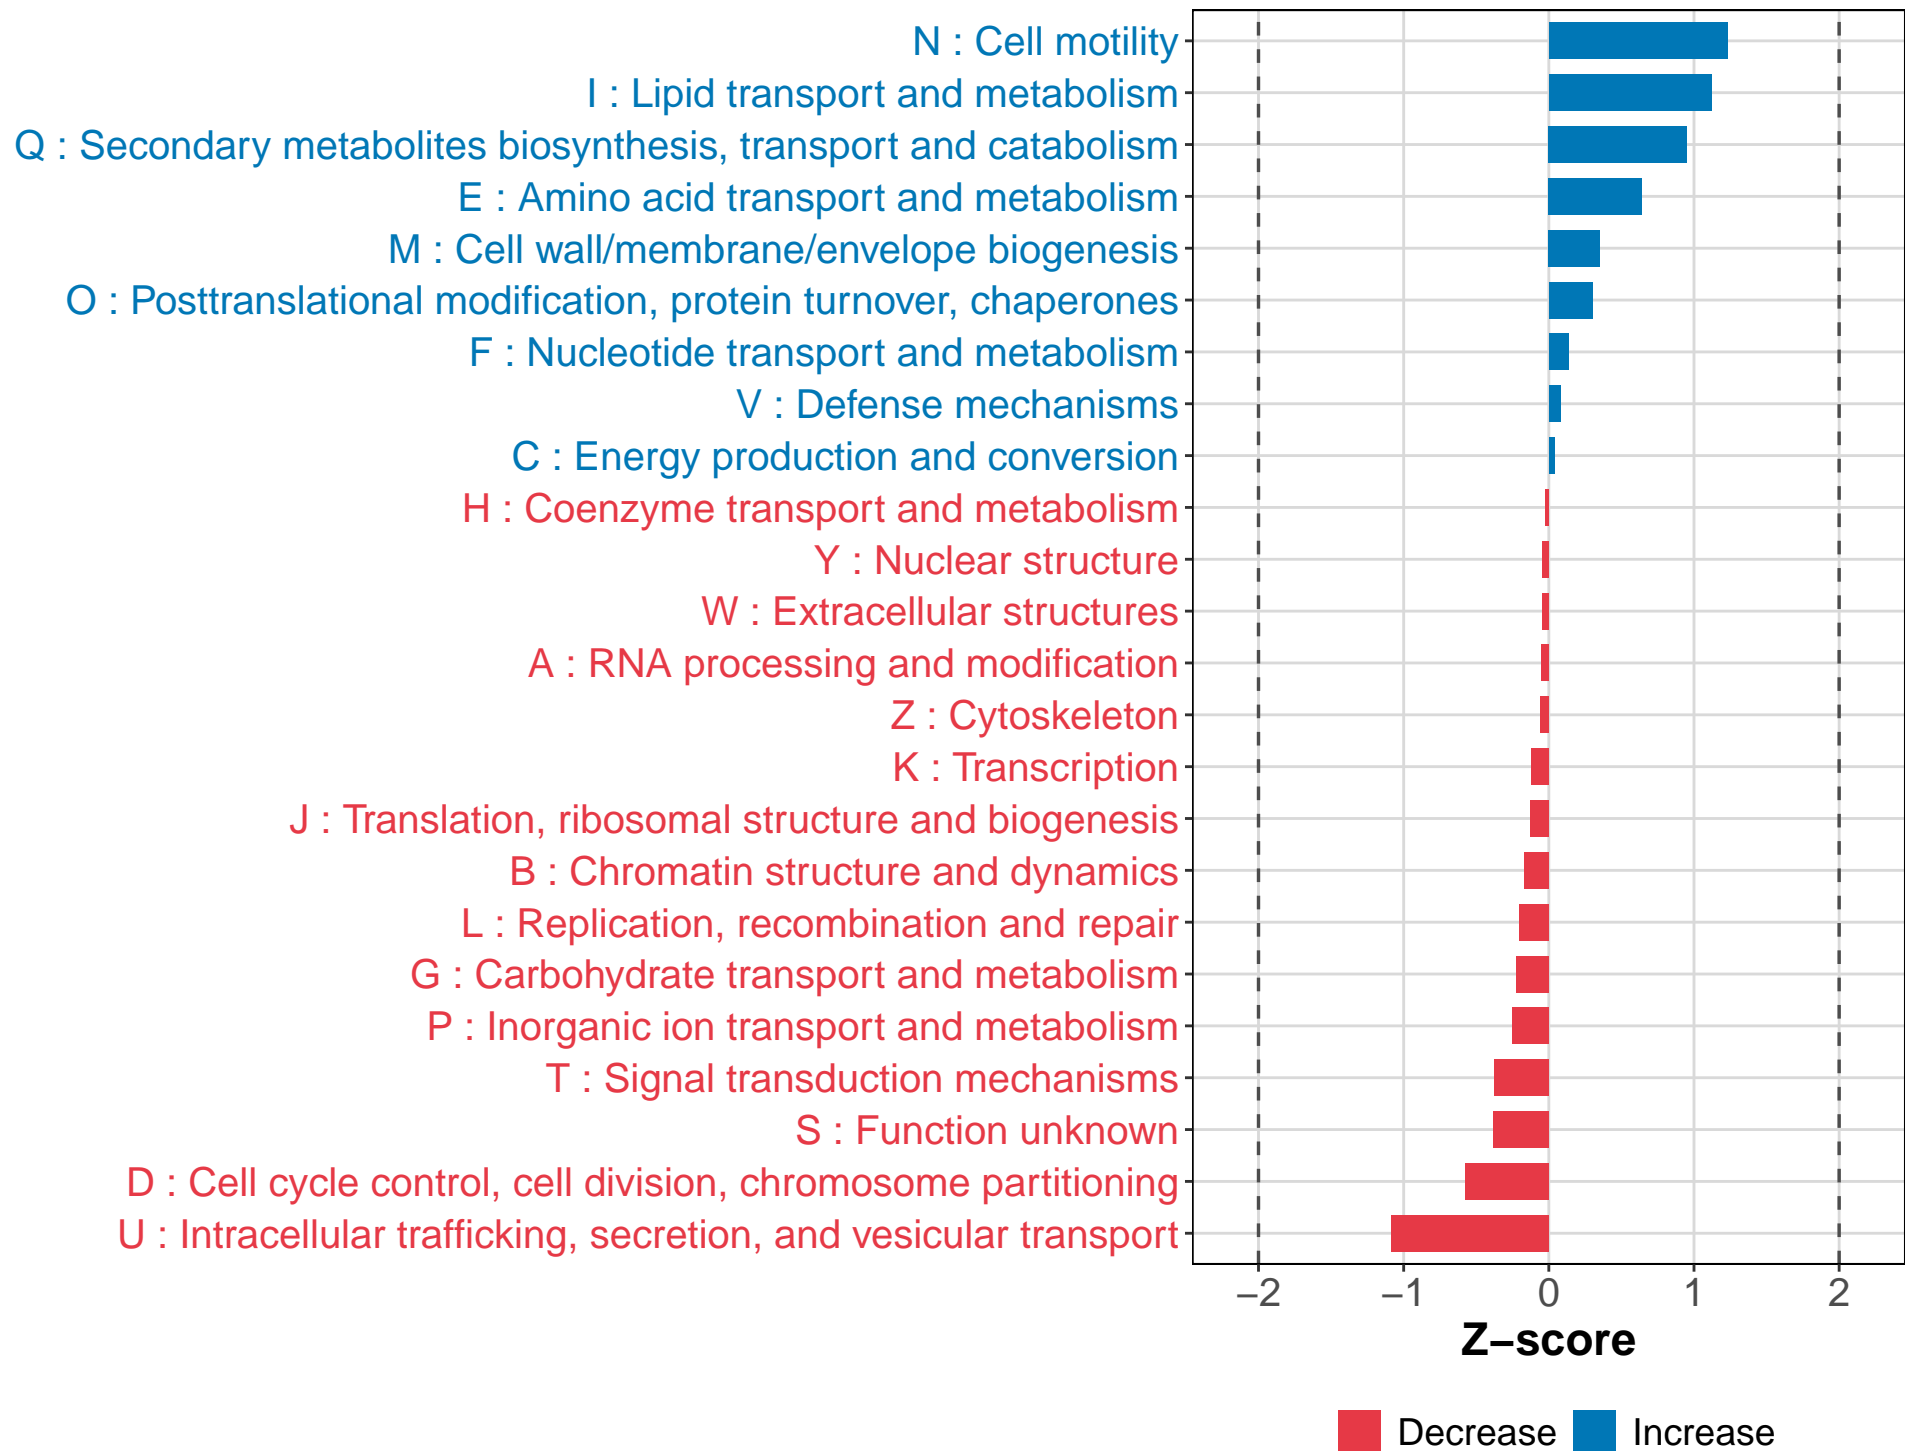 N : Cell motility
I : Lipid transport and metabolism
Q : Secondary metabolites biosynthesis, transport and catabolism
E : Amino acid transport and metabolism
M : Cell wall/membrane/envelope biogenesis
O : Posttranslational modification, protein turnover, chaperones
F : Nucleotide transport and metabolism
V : Defense mechanisms
C : Energy production and conversion
H : Coenzyme transport and metabolism
Y : Nuclear structure
W : Extracellular structures
A : RNA processing and modification
Z : Cytoskeleton
K : Transcription
J : Translation, ribosomal structure and biogenesis
B : Chromatin structure and dynamics
L : Replication, recombination and repair
G : Carbohydrate transport and metabolism
P : Inorganic ion transport and metabolism
T : Signal transduction mechanisms
S : Function unknown
D : Cell cycle control, cell division, chromosome partitioning
U : Intracellular trafficking, secretion, and vesicular transport
−2 −1 0 1 2
Z−score
Decrease Increase